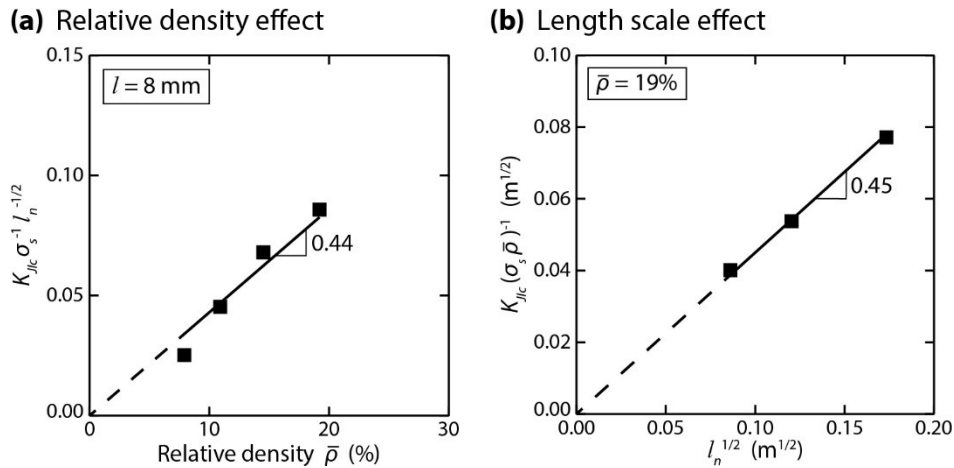 (a) Relative density effect
0.15
l = 8 mm
0.10
0.05
0.00
0.44
0 10 20 30
Relative density ρ̄ (%)
K_JIc σ_s^-1 l_n^-1/2
(b) Length scale effect
0.10
ρ̄ = 19%
0.08
0.06
0.04
0.02
0.00
0.45
0.00 0.05 0.10 0.15 0.20
l_n^1/2 (m^1/2)
K_JIc (σ_s ρ̄ )^-1 (m^1/2)